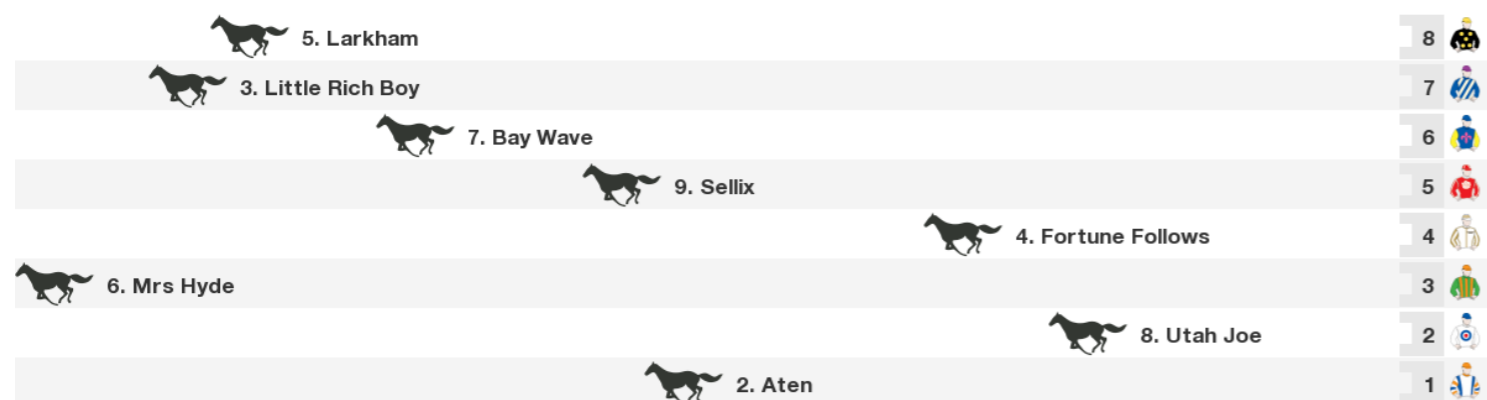 5. Larkham 8
3. Little Rich Boy 7
7. Bay Wave 6
9. Sellix 5
4. Fortune Follows 4
6. Mrs Hyde 3
8. Utah Joe 2
2. Aten 1